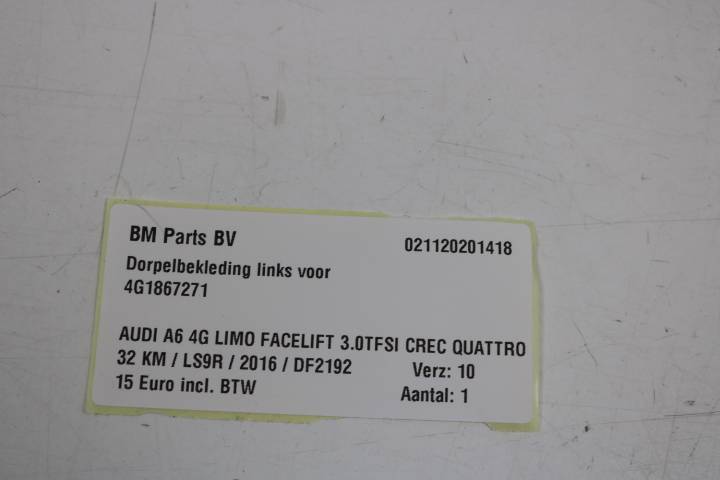 BM Parts BV 021120201418
Dorpelbekleding links voor
4G1867271
AUDI A6 4G LIMO FACELIFT 3.0TFSI CREC QUATTRO
32 KM / LS9R / 2016 / DF2192 Verz: 10
15 Euro incl. BTW Aantal: 1